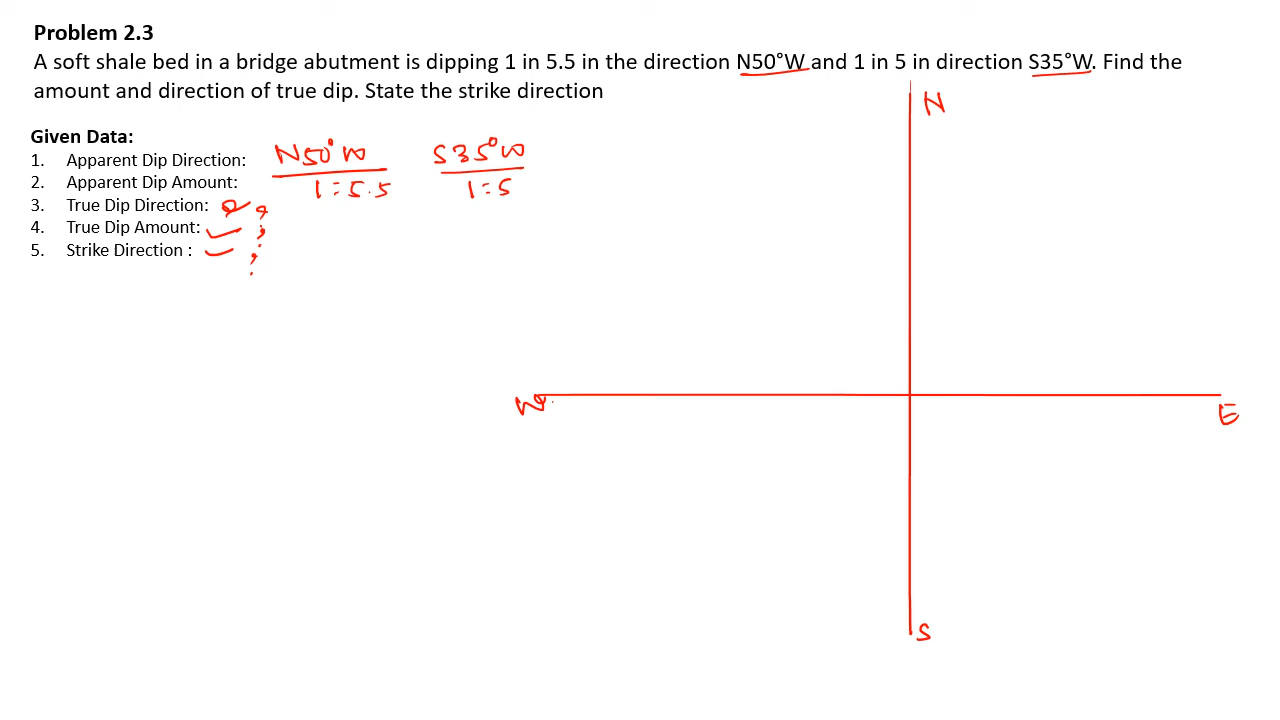 Problem 2.3
A soft shale bed in a bridge abutment is dipping 1 in 5.5 in the direction N50°W and 1 in 5 in direction S35°W. Find the
amount and direction of true dip. State the strike direction
N
Given Data:
1. Apparent Dip Direction: N50°W S35°W
2. Apparent Dip Amount: 1=5.5 1=5
3. True Dip Direction: ?
4. True Dip Amount: ?
5. Strike Direction : ?
W E
S